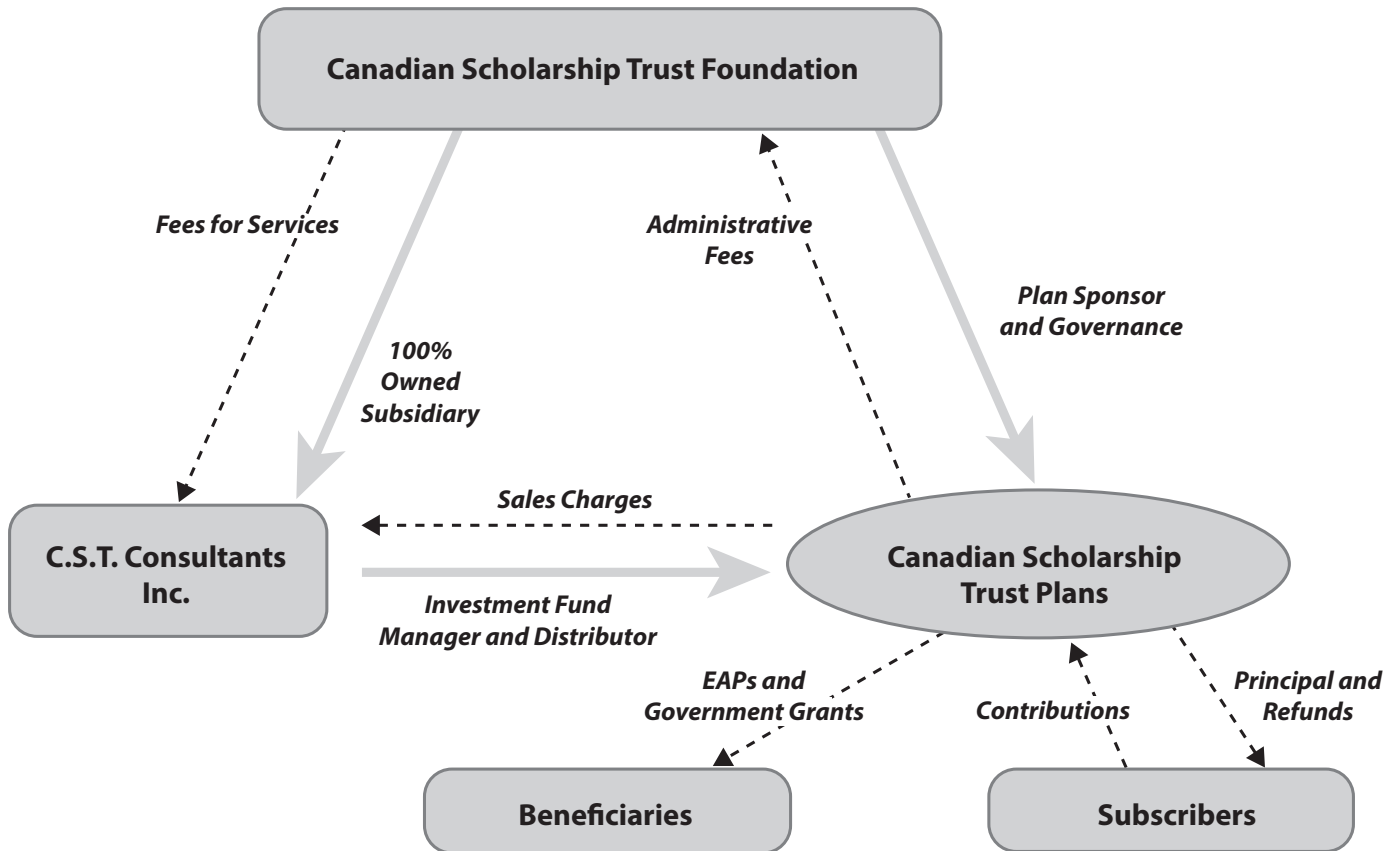 Canadian Scholarship Trust Foundation
Fees for Services
Administrative
Fees
Plan Sponsor
and Governance
100%
Owned
Subsidiary
Sales Charges
C.S.T. Consultants
Inc.
Canadian Scholarship
Trust Plans
Investment Fund
Manager and Distributor
EAPs and
Government Grants
Contributions
Principal and
Refunds
Beneficiaries
Subscribers